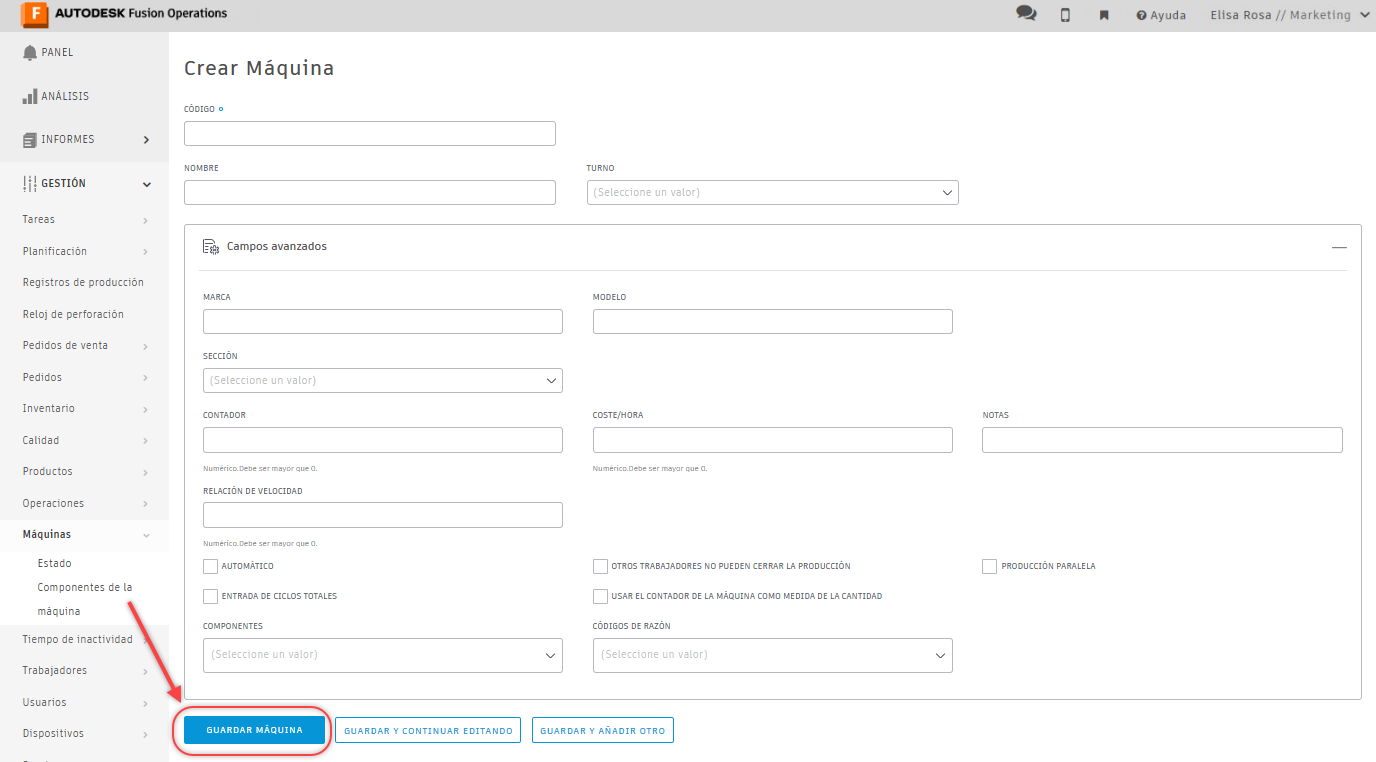 F AUTODESK Fusion Operations
Ayuda
Elisa Rosa // Marketing
PANEL
ANÁLISIS
INFORMES
GESTIÓN
Tareas
Planificación
Registros de producción
Reloj de perforación
Pedidos de venta
Pedidos
Inventario
Calidad
Productos
Operaciones
Máquinas
Estado
Componentes de la
máquina
Tiempo de inactividad
Trabajadores
Usuarios
Dispositivos
Crear Máquina
CÓDIGO
NOMBRE
TURNO
(Seleccione un valor)
Campos avanzados
MARCA
MODELO
SECCIÓN
(Seleccione un valor)
CONTADOR
COSTE/HORA
NOTAS
Numérico.Debe ser mayor que 0.
Numérico.Debe ser mayor que 0.
RELACIÓN DE VELOCIDAD
Numérico.Debe ser mayor que 0.
AUTOMÁTICO
OTROS TRABAJADORES NO PUEDEN CERRAR LA PRODUCCIÓN
PRODUCCIÓN PARALELA
ENTRADA DE CICLOS TOTALES
USAR EL CONTADOR DE LA MÁQUINA COMO MEDIDA DE LA CANTIDAD
COMPONENTES
CÓDIGOS DE RAZÓN
(Seleccione un valor)
(Seleccione un valor)
GUARDAR MÁQUINA
GUARDAR Y CONTINUAR EDITANDO
GUARDAR Y AÑADIR OTRO